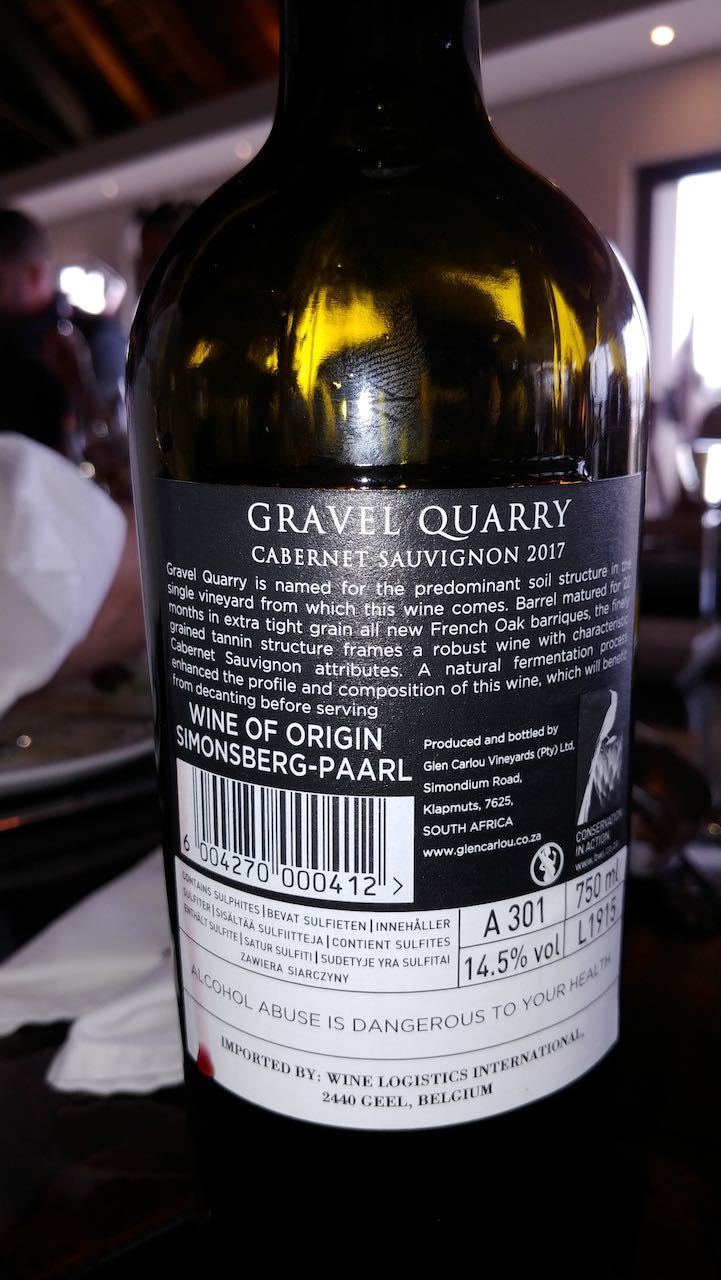 GRAVEL QUARRY
CABERNET SAUVIGNON 2017
Gravel Quarry is named for the predominant soil structure in the
single vineyard from which this wine comes. Barrel matured for 22
months in extra tight grain all new French Oak barriques, the finely
grained tannin structure frames a robust wine with characteristic
Cabernet Sauvignon attributes. A natural fermentation process
enhanced the profile and composition of this wine, which will benefit
from decanting before serving
WINE OF ORIGIN
SIMONSBERG-PAARL
Produced and bottled by
Glen Carlou Vineyards (Pty) Ltd,
Simondium Road,
Klapmuts, 7625,
SOUTH AFRICA
www.glencarlou.co.za
CONSERVATION
IN ACTION
6 004270 000412 >
CONTAINS SULPHITES | BEVAT SULFIETEN | INNEHÅLLER
SULFITER | SISÄLTÄÄ SULFIITTEJA | CONTIENT SULFITES
ENTHÄLT SULFITE | SATUR SULFITI | SUDETYJE YRA SULFITAI
ZAWIERA SIARCZYNY
A 301
750 ml
14.5% vol
L1915
ALCOHOL ABUSE IS DANGEROUS TO YOUR HEALTH
IMPORTED BY: WINE LOGISTICS INTERNATIONAL,
2440 GEEL, BELGIUM